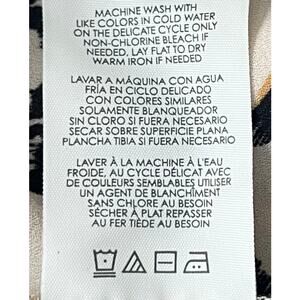 MACHINE WASH WITH
LIKE COLORS IN COLD WATER
ON THE DELICATE CYCLE ONLY
NON-CHLORINE BLEACH IF
NEEDED, LAY FLAT TO DRY
WARM IRON IF NEEDED
LAVAR A MÁQUINA CON AGUA
FRÍA EN CICLO DELICADO
CON COLORES SIMILARES
SOLAMENTE BLANQUEADOR
SIN CLORO SI FUERA NECESARIO
SECAR SOBRE SUPERFICIE PLANA
PLANCHA TIBIA SI FUERA NECESARIO
LAVER À LA MACHINE À L'EAU
FROIDE, AU CYCLE DÉLICAT AVEC
DE COULEURS SEMBLABLES UTILISER
UN AGENT DE BLANCHÎMENT
SANS CHLORE AU BESOIN
SÉCHER À PLAT REPASSER
AU FER TIÈDE AU BESOIN